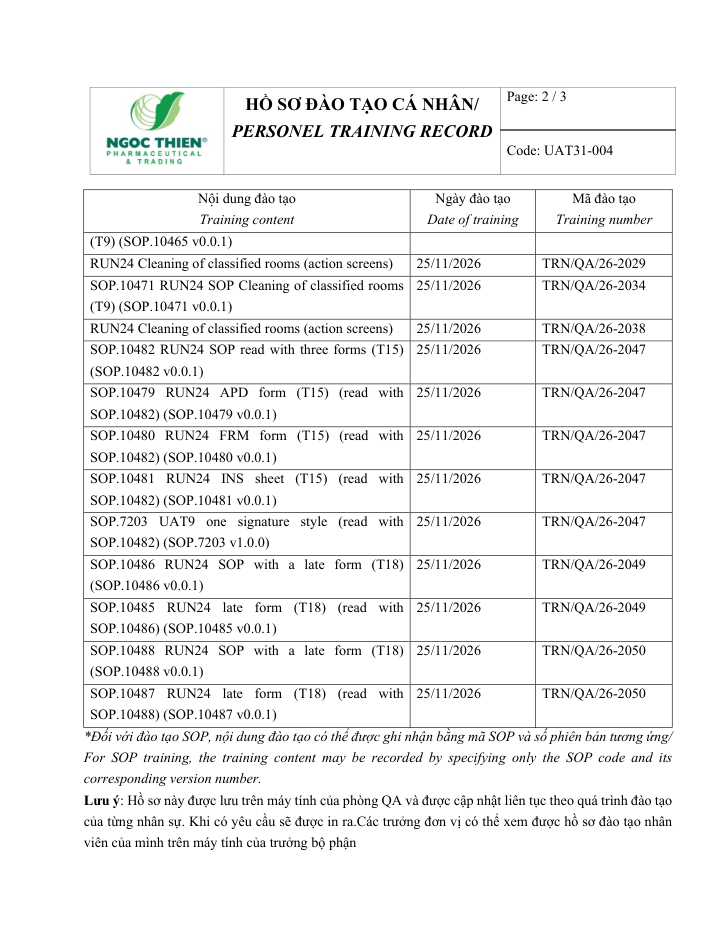 NGOC THIEN®
PHARMACEUTICAL
& TRADING
HỒ SƠ ĐÀO TẠO CÁ NHÂN/
PERSONEL TRAINING RECORD
Page: 2 / 3
Code: UAT31-004
Nội dung đào tạo
Training content
Ngày đào tạo
Date of training
Mã đào tạo
Training number
(T9) (SOP.10465 v0.0.1)
RUN24 Cleaning of classified rooms (action screens) 25/11/2026 TRN/QA/26-2029
SOP.10471 RUN24 SOP Cleaning of classified rooms 25/11/2026 TRN/QA/26-2034
(T9) (SOP.10471 v0.0.1)
RUN24 Cleaning of classified rooms (action screens) 25/11/2026 TRN/QA/26-2038
SOP.10482 RUN24 SOP read with three forms (T15) 25/11/2026 TRN/QA/26-2047
(SOP.10482 v0.0.1)
SOP.10479 RUN24 APD form (T15) (read with 25/11/2026 TRN/QA/26-2047
SOP.10482) (SOP.10479 v0.0.1)
SOP.10480 RUN24 FRM form (T15) (read with 25/11/2026 TRN/QA/26-2047
SOP.10482) (SOP.10480 v0.0.1)
SOP.10481 RUN24 INS sheet (T15) (read with 25/11/2026 TRN/QA/26-2047
SOP.10482) (SOP.10481 v0.0.1)
SOP.7203 UAT9 one signature style (read with 25/11/2026 TRN/QA/26-2047
SOP.10482) (SOP.7203 v1.0.0)
SOP.10486 RUN24 SOP with a late form (T18) 25/11/2026 TRN/QA/26-2049
(SOP.10486 v0.0.1)
SOP.10485 RUN24 late form (T18) (read with 25/11/2026 TRN/QA/26-2049
SOP.10486) (SOP.10485 v0.0.1)
SOP.10488 RUN24 SOP with a late form (T18) 25/11/2026 TRN/QA/26-2050
(SOP.10488 v0.0.1)
SOP.10487 RUN24 late form (T18) (read with 25/11/2026 TRN/QA/26-2050
SOP.10488) (SOP.10487 v0.0.1)
*Đối với đào tạo SOP, nội dung đào tạo có thể được ghi nhận bằng mã SOP và số phiên bản tương ứng/
For SOP training, the training content may be recorded by specifying only the SOP code and its
corresponding version number.
Lưu ý: Hồ sơ này được lưu trên máy tính của phòng QA và được cập nhật liên tục theo quá trình đào tạo
của từng nhân sự. Khi có yêu cầu sẽ được in ra.Các trưởng đơn vị có thể xem được hồ sơ đào tạo nhân
viên của mình trên máy tính của trưởng bộ phận